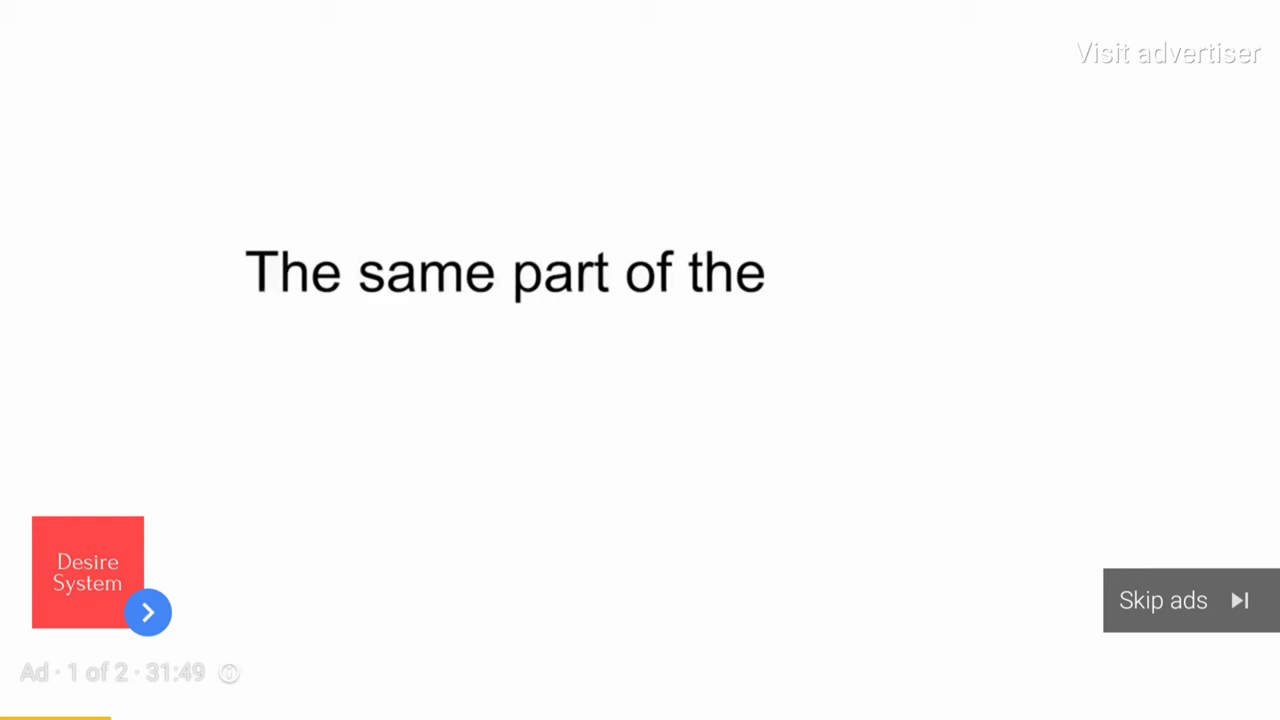 Visit advertiser
The same part of the
Desire
System
Skip ads
Ad · 1 of 2 · 31:49